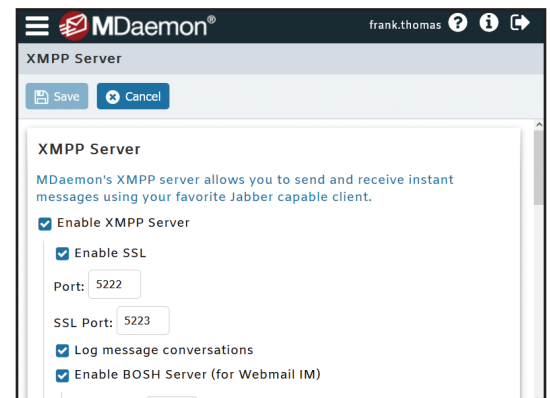 MDaemon® frank.thomas
XMPP Server
Save Cancel
XMPP Server
MDaemon's XMPP server allows you to send and receive instant
messages using your favorite Jabber capable client.
Enable XMPP Server
Enable SSL
Port: 5222
SSL Port: 5223
Log message conversations
Enable BOSH Server (for Webmail IM)